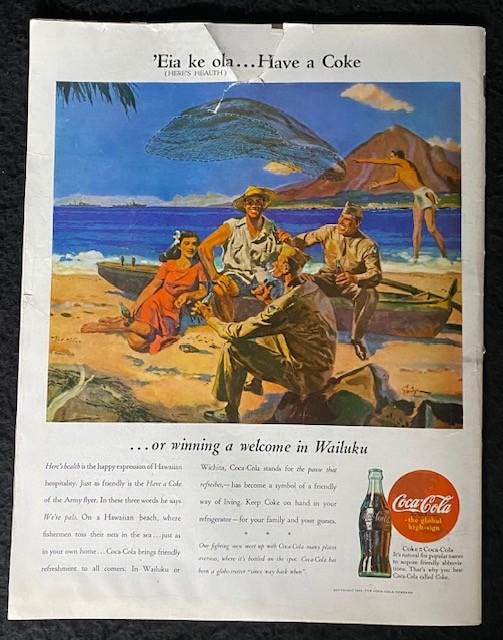 'Eia ke ola...Have a Coke
(HERE'S HEALTH)
...or winning a welcome in Wailuku
Here's health is the happy expression of Hawaiian
hospitality. Just as friendly is the Have a Coke
of the Army flyer. In these three words he says
We're pals. On a Hawaiian beach, where
fishermen toss their nets in the sea...just as
in your own home... Coca-Cola brings friendly
refreshment to all comers. In Wailuku or
Wichita, Coca-Cola stands for the pause that
refreshes,—has become a symbol of a friendly
way of living. Keep Coke on hand in your
refrigerator—for your family and your guests.
* * *
Our fighting men meet up with Coca-Cola many places
overseas, where it's bottled on the spot. Coca-Cola has
been a globe-trotter "since way back when".
Coca-Cola
-the global
high-sign
Coke = Coca-Cola
It's natural for popular names
to acquire friendly abbrevia-
tions. That's why you hear
Coca-Cola called Coke.
THE COCA-COLA COMPANY